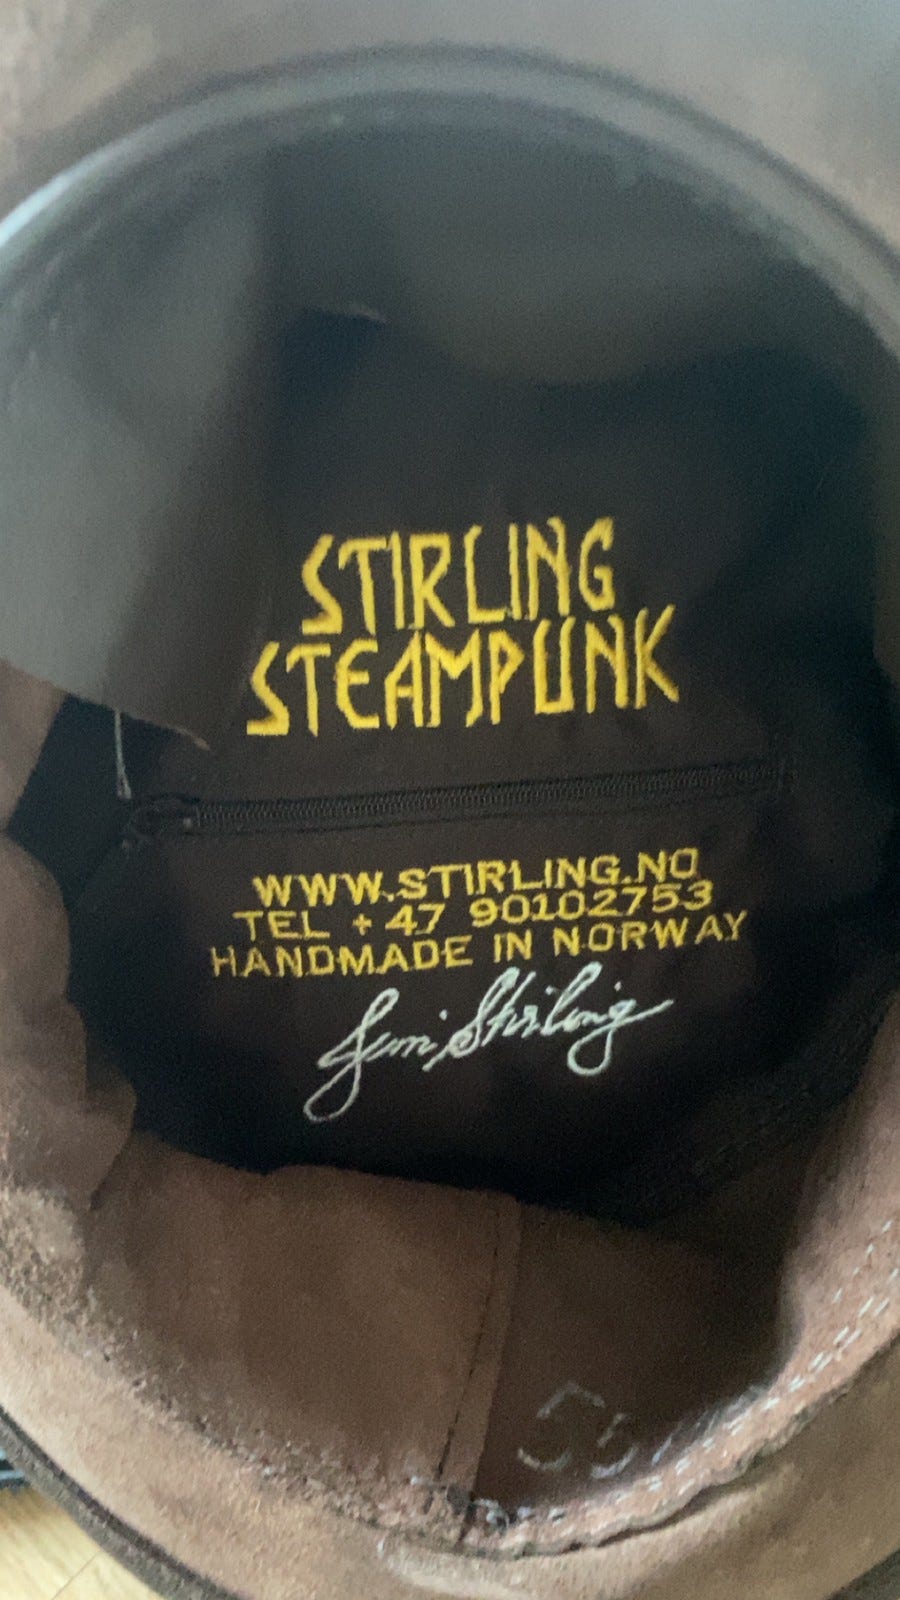 STIRLING
STEAMPUNK
WWW.STIRLING.NO
TEL +47 90102753
HANDMADE IN NORWAY
Stirling